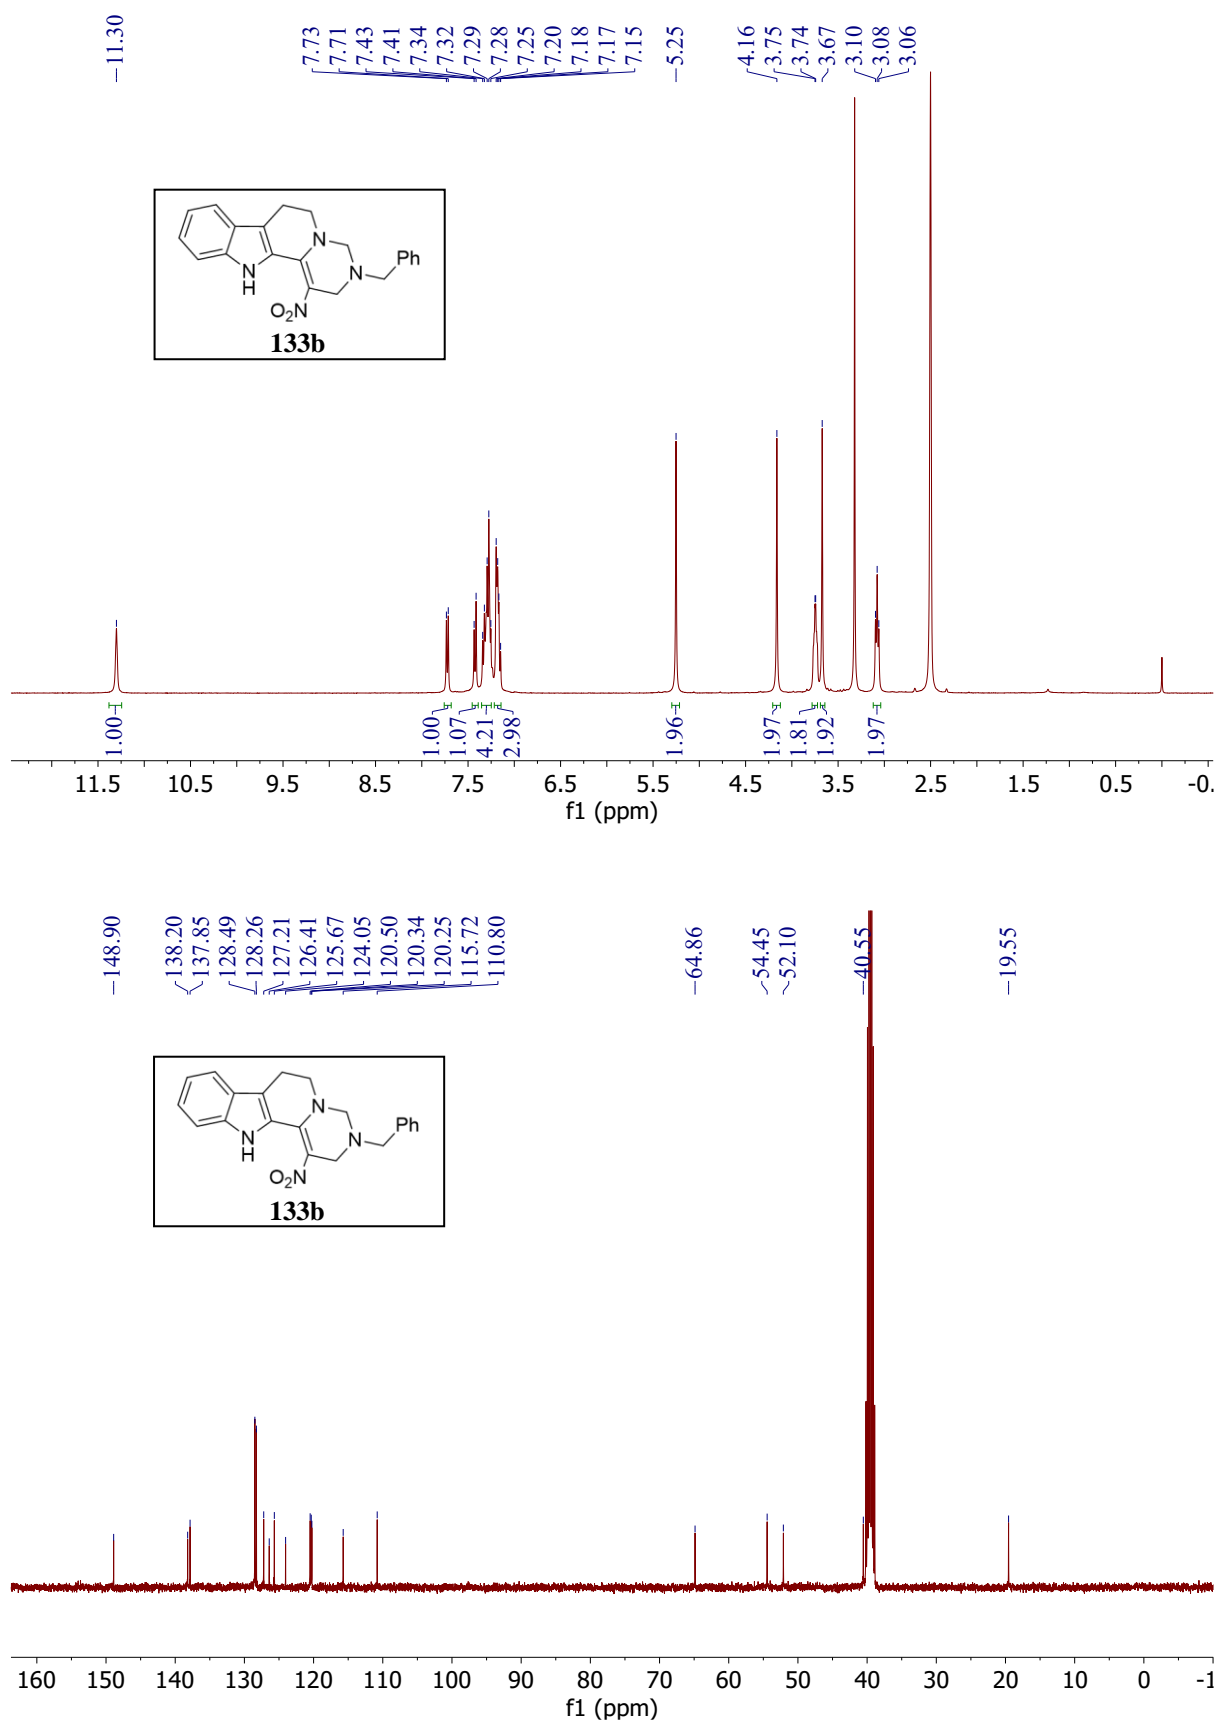 11.30
7.73
7.71
7.43
7.41
7.34
7.32
7.29
7.28
7.25
7.20
7.18
7.17
7.15
5.25
4.16
3.75
3.74
3.67
3.10
3.08
3.06
N
N
Ph
N
H
O₂N
133b
1.00
1.00
1.07
4.21
2.98
1.96
1.97
1.81
1.92
1.97
11.5 10.5 9.5 8.5 7.5 6.5 5.5 4.5 3.5 2.5 1.5 0.5 -0.
f1 (ppm)
148.90
138.20
137.85
128.49
128.26
127.21
126.41
125.67
124.05
120.50
120.34
120.25
115.72
110.80
64.86
54.45
52.10
40.55
19.55
N
N
Ph
N
H
O₂N
133b
160 150 140 130 120 110 100 90 80 70 60 50 40 30 20 10 0 -1
f1 (ppm)